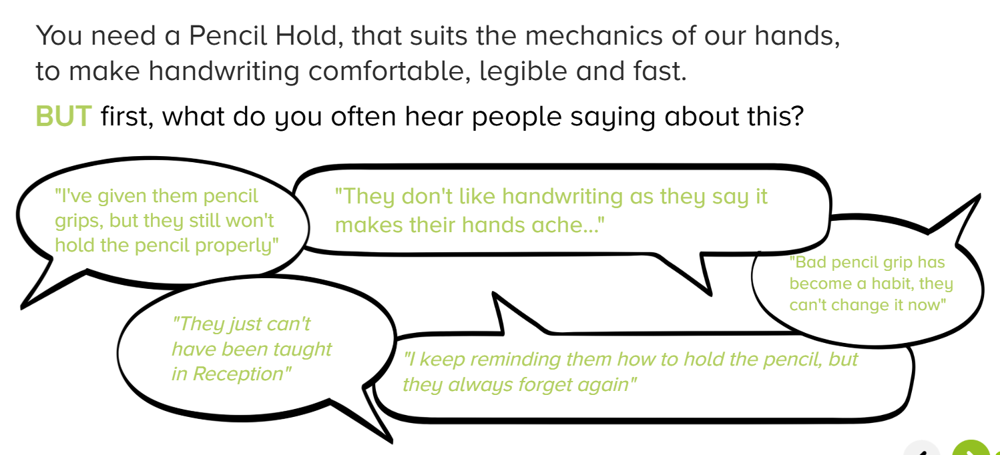 You need a Pencil Hold, that suits the mechanics of our hands,
to make handwriting comfortable, legible and fast.
BUT first, what do you often hear people saying about this?
"I've given them pencil
grips, but they still won't
hold the pencil properly"
"They don't like handwriting as they say it
makes their hands ache..."
"Bad pencil grip has
become a habit, they
can't change it now"
"They just can't
have been taught
in Reception"
"I keep reminding them how to hold the pencil, but
they always forget again"